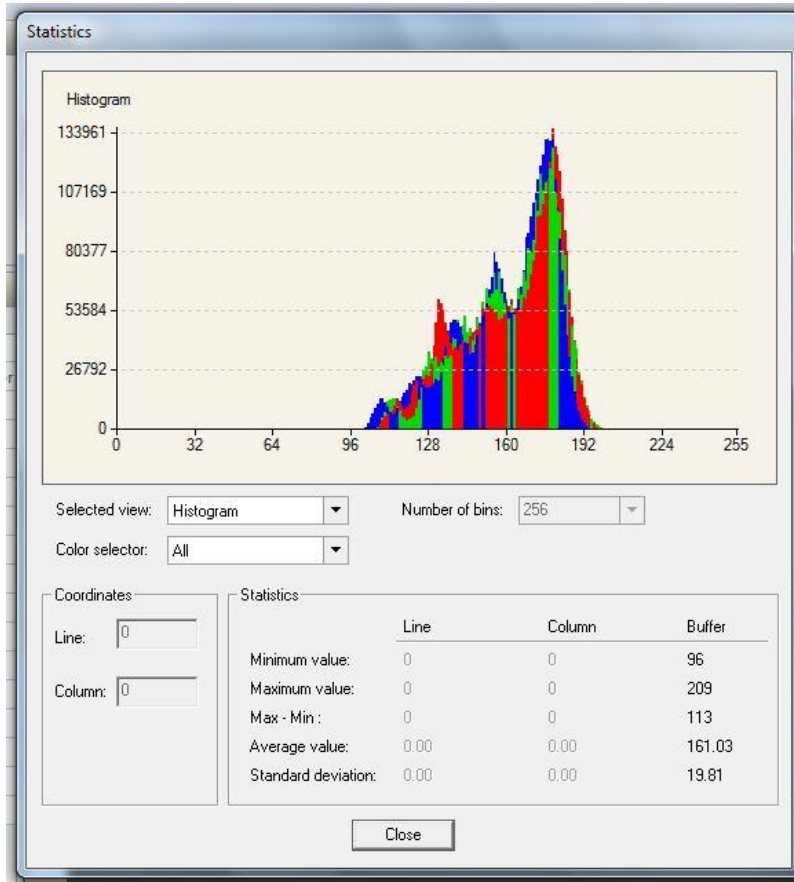 Statistics
Histogram
133961
107169
80377
53584
26792
0
0 32 64 96 128 160 192 224 255
Selected view: Histogram Number of bins: 256
Color selector: All
Coordinates
Line: 0
Column: 0
Statistics
Line Column Buffer
Minimum value: 0 0 96
Maximum value: 0 0 209
Max - Min : 0 0 113
Average value: 0.00 0.00 161.03
Standard deviation: 0.00 0.00 19.81
Close